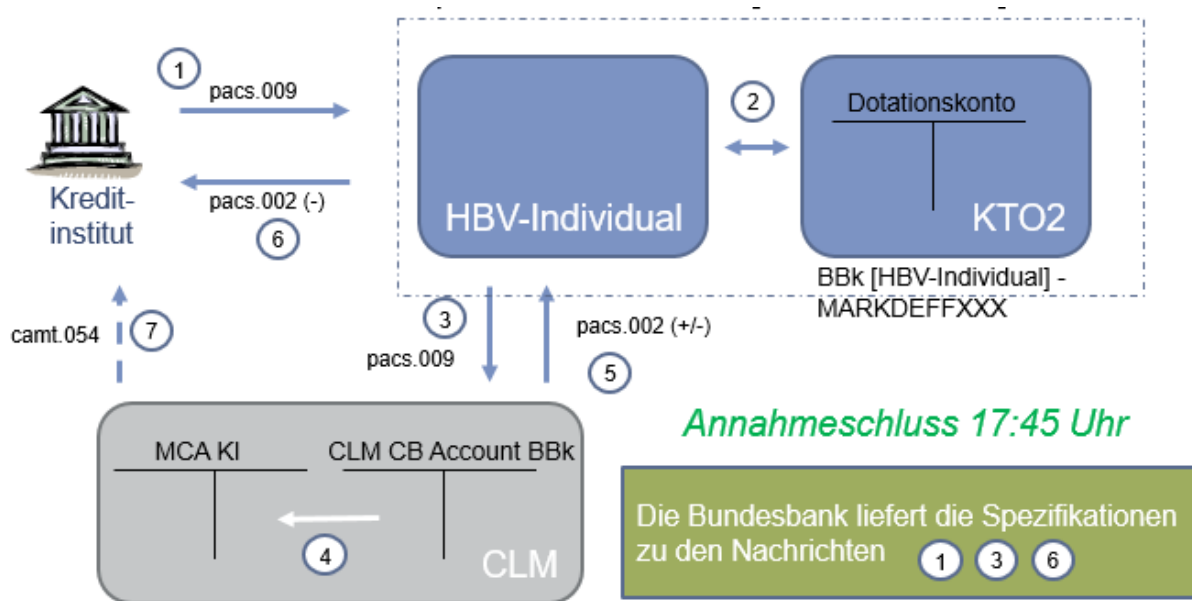 1
pacs.009
pacs.002 (-)
6
Kredit-
institut
HBV-Individual
2
Dotationskonto
KTO2
BBk [HBV-Individual] -
MARKDEFFXXX
camt.054
7
3
pacs.009
pacs.002 (+/-)
5
MCA KI
CLM CB Account BBk
4
CLM
Annahmeschluss 17:45 Uhr
Die Bundesbank liefert die Spezifikationen
zu den Nachrichten 1 3 6